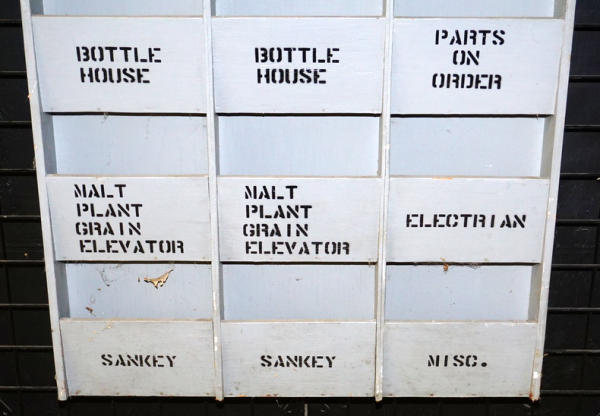 BOTTLE
HOUSE
BOTTLE
HOUSE
PARTS
ON
ORDER
MALT
PLANT
GRAIN
ELEVATOR
MALT
PLANT
GRAIN
ELEVATOR
ELECTRIAN
SANKEY
SANKEY
MISC.